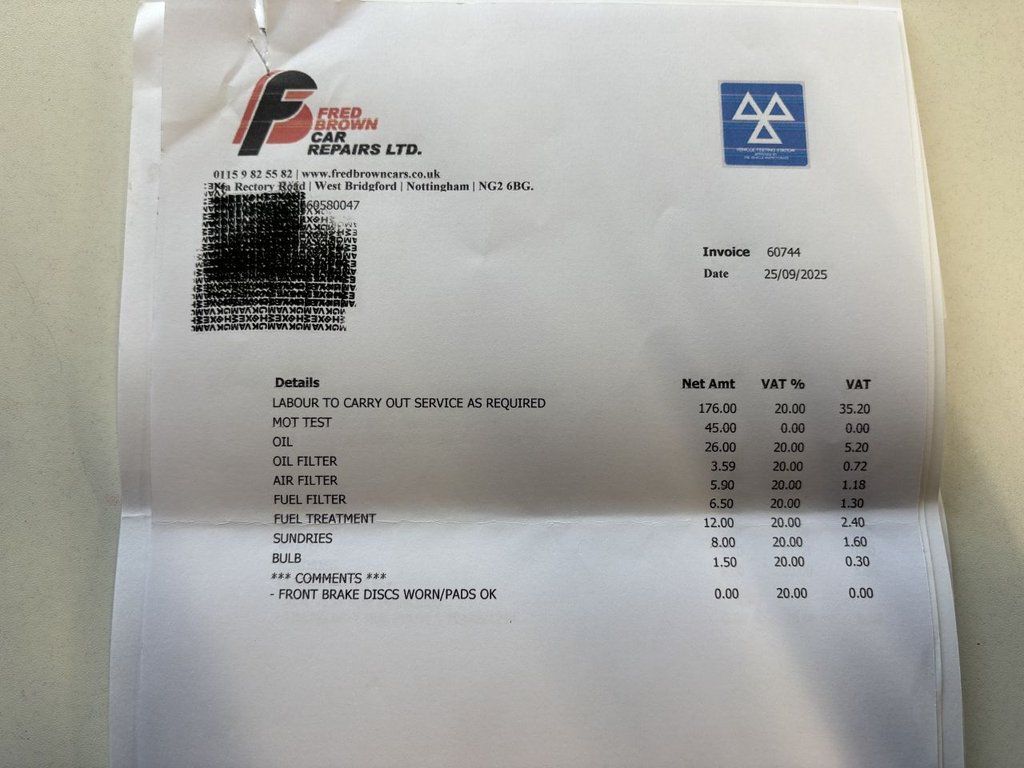 FRED
BROWN
CAR
REPAIRS LTD.
0115 9 82 55 82 | www.fredbrowncars.co.uk
Rectory Road | West Bridgford | Nottingham | NG2 6BG.
60580047
Invoice 60744
Date 25/09/2025
Details Net Amt VAT % VAT
LABOUR TO CARRY OUT SERVICE AS REQUIRED 176.00 20.00 35.20
MOT TEST 45.00 0.00 0.00
OIL 26.00 20.00 5.20
OIL FILTER 3.59 20.00 0.72
AIR FILTER 5.90 20.00 1.18
FUEL FILTER 6.50 20.00 1.30
FUEL TREATMENT 12.00 20.00 2.40
SUNDRIES 8.00 20.00 1.60
BULB 1.50 20.00 0.30
*** COMMENTS ***
- FRONT BRAKE DISCS WORN/PADS OK 0.00 20.00 0.00